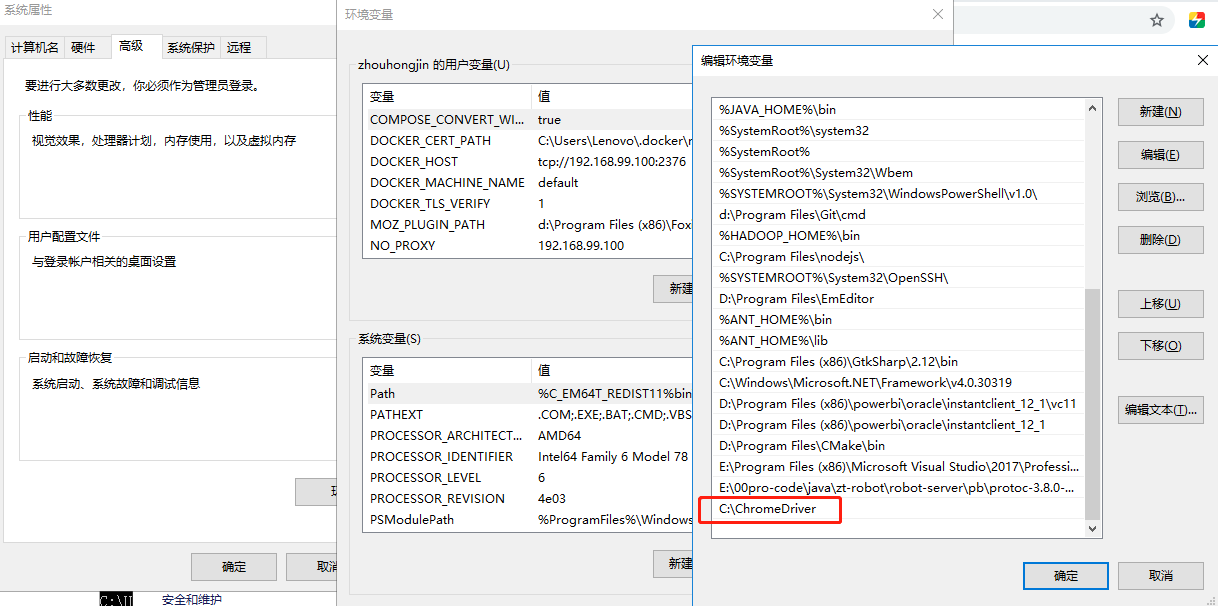 系统属性
计算机名
硬件
高级
系统保护
远程
要进行大多数更改，你必须作为管理员登录。
性能
视觉效果，处理器计划，内存使用，以及虚拟内存
用户配置文件
与登录帐户相关的桌面设置
启动和故障恢复
系统启动、系统故障和调试信息
确定
取消
安全和维护
环境变量
zhouhongjin 的用户变量(U)
变量 值
COMPOSE_CONVERT_WI... true
DOCKER_CERT_PATH C:\Users\Lenovo\.docker\
DOCKER_HOST tcp://192.168.99.100:2376
DOCKER_MACHINE_NAME default
DOCKER_TLS_VERIFY 1
MOZ_PLUGIN_PATH d:\Program Files (x86)\Fox
NO_PROXY 192.168.99.100
新建
系统变量(S)
变量 值
Path %C_EM64T_REDIST11%bin
PATHEXT .COM;.EXE;.BAT;.CMD;.VBS
PROCESSOR_ARCHITECT... AMD64
PROCESSOR_IDENTIFIER Intel64 Family 6 Model 78
PROCESSOR_LEVEL 6
PROCESSOR_REVISION 4e03
PSModulePath %ProgramFiles%\Windows
新建
编辑环境变量
%JAVA_HOME%\bin
%SystemRoot%\system32
%SystemRoot%
%SystemRoot%\System32\Wbem
%SYSTEMROOT%\System32\WindowsPowerShell\v1.0\
d:\Program Files\Git\cmd
%HADOOP_HOME%\bin
C:\Program Files\nodejs\
%SYSTEMROOT%\System32\OpenSSH\
D:\Program Files\EmEditor
%ANT_HOME%\bin
%ANT_HOME%\lib
C:\Program Files (x86)\GtkSharp\2.12\bin
C:\Windows\Microsoft.NET\Framework\v4.0.30319
D:\Program Files (x86)\powerbi\oracle\instantclient_12_1\vc11
D:\Program Files (x86)\powerbi\oracle\instantclient_12_1
D:\Program Files\CMake\bin
E:\Program Files (x86)\Microsoft Visual Studio\2017\Professi...
E:\00pro-code\java\zt-robot\robot-server\pb\protoc-3.8.0-...
C:\ChromeDriver
新建(N)
编辑(E)
浏览(B)...
删除(D)
上移(U)
下移(O)
编辑文本(T)...
确定
取消